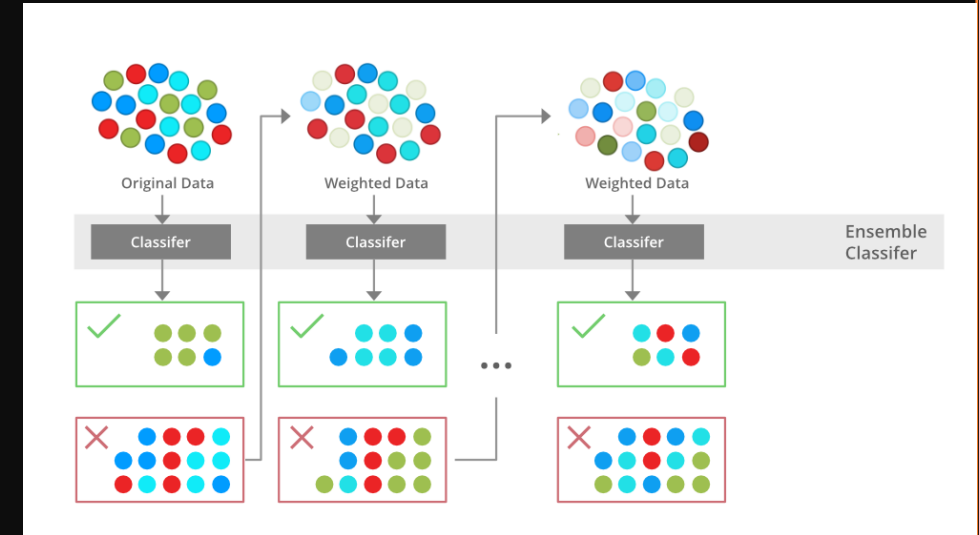 Original Data
Weighted Data
Weighted Data
Classifer
Classifer
Classifer
Ensemble
Classifer
...